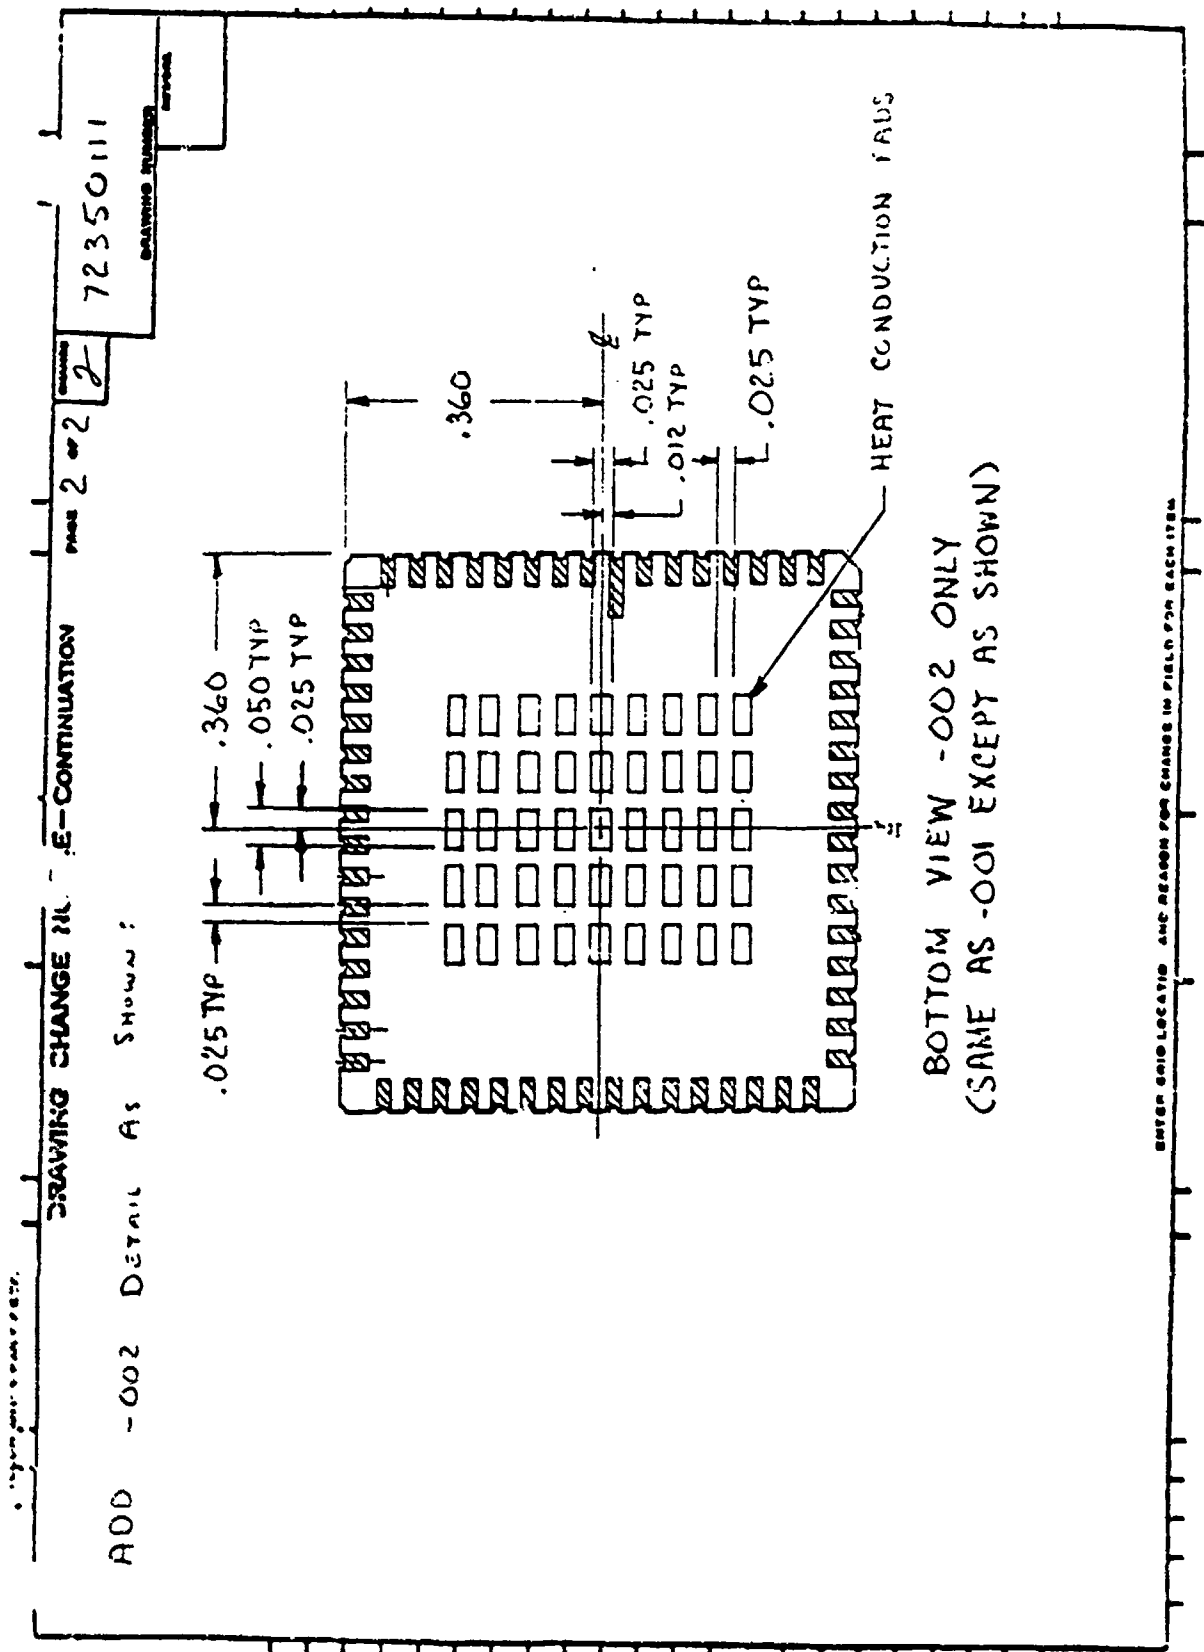 DRAWING CHANGE
E-CONTINUATION
PAGE 2 OF 2
2
72350111
DRAWING NUMBER
ADD -002 DETAIL AS SHOWN:
.025 TYP
.360
.050 TYP
.025 TYP
.360
.025 TYP
.012 TYP
.025 TYP
HEAT CONDUCTION PADS
BOTTOM VIEW -002 ONLY
(SAME AS -001 EXCEPT AS SHOWN)
ENTER GRID LOCATIO AND REASON FOR CHANGE IN FIELD FOR EACH ITEM